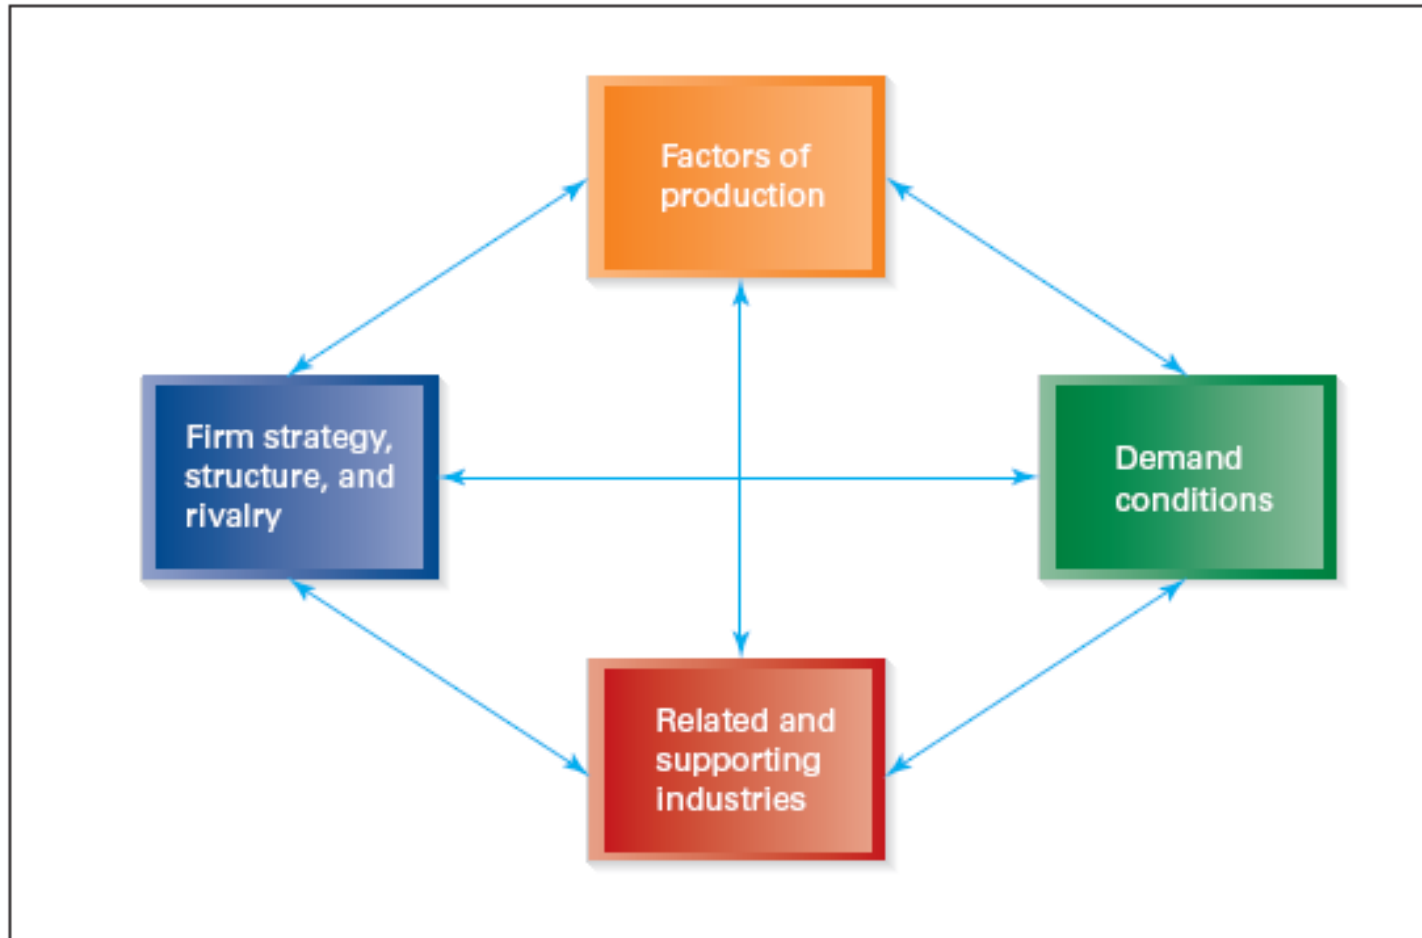 Factors of
production
Firm strategy,
structure, and
rivalry
Demand
conditions
Related and
supporting
industries